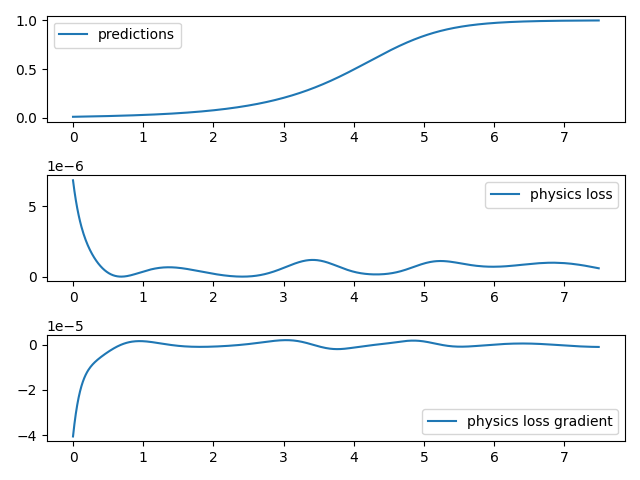 1.0
0.5
0.0
predictions
0 1 2 3 4 5 6 7
1e−6
5
0
physics loss
0 1 2 3 4 5 6 7
1e−5
0
−2
−4
physics loss gradient
0 1 2 3 4 5 6 7